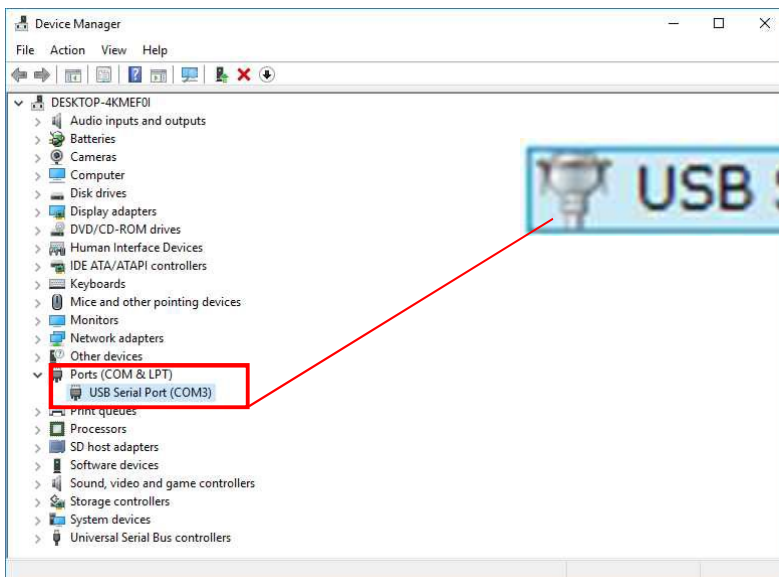 Device Manager
File Action View Help
DESKTOP-4KMEF0I
Audio inputs and outputs
Batteries
Cameras
Computer
Disk drives
Display adapters
DVD/CD-ROM drives
Human Interface Devices
IDE ATA/ATAPI controllers
Keyboards
Mice and other pointing devices
Monitors
Network adapters
Other devices
Ports (COM & LPT)
USB Serial Port (COM3)
Print queues
Processors
SD host adapters
Software devices
Sound, video and game controllers
Storage controllers
System devices
Universal Serial Bus controllers
USB S